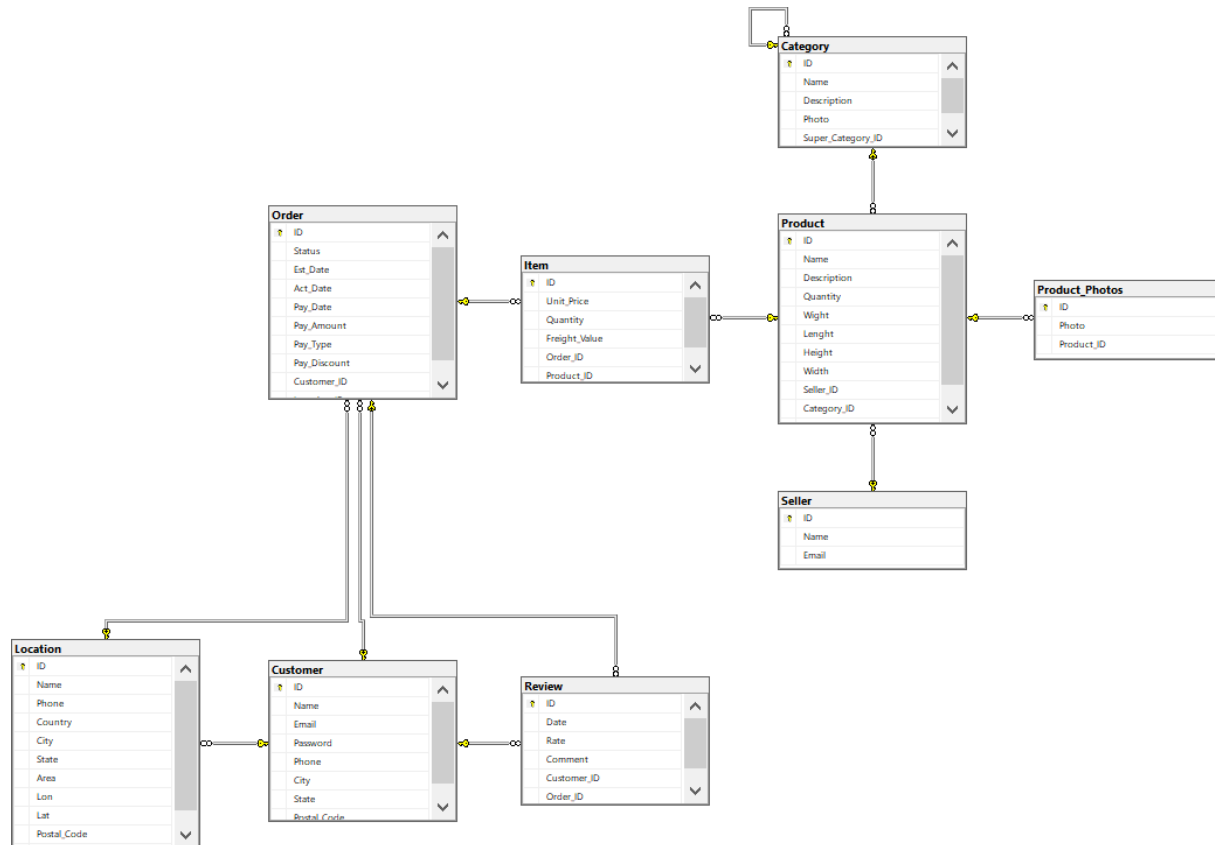 Category
ID
Name
Description
Photo
Super_Category_ID
Order
ID
Status
Est_Date
Act_Date
Pay_Date
Pay_Amount
Pay_Type
Pay_Discount
Customer_ID
Item
ID
Unit_Price
Quantity
Freight_Value
Order_ID
Product_ID
Product
ID
Name
Description
Quantity
Wight
Lenght
Height
Width
Seller_ID
Category_ID
Product_Photos
ID
Photo
Product_ID
Seller
ID
Name
Email
Location
ID
Name
Phone
Country
City
State
Area
Lon
Lat
Postal_Code
Customer
ID
Name
Email
Password
Phone
City
State
Postal_Code
Review
ID
Date
Rate
Comment
Customer_ID
Order_ID